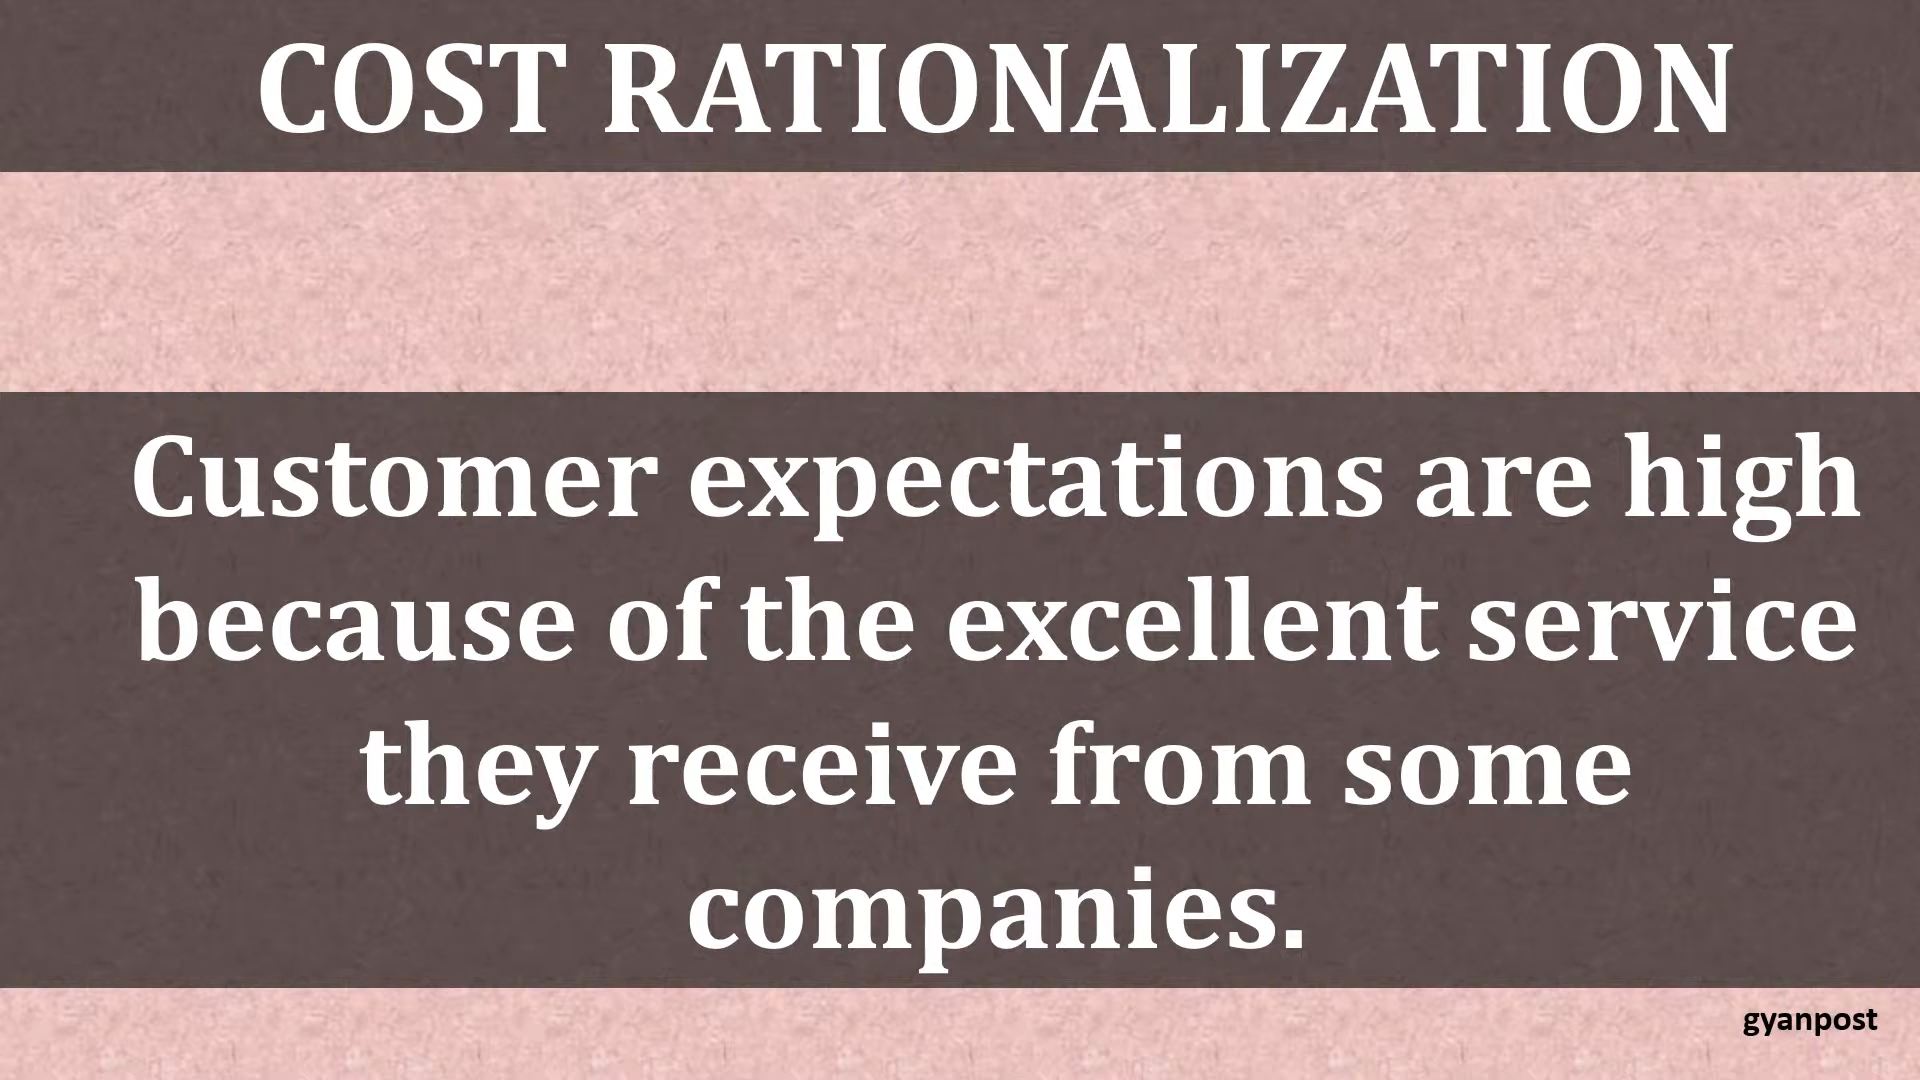 COST RATIONALIZATION
Customer expectations are high
because of the excellent service
they receive from some
companies.
gyanpost